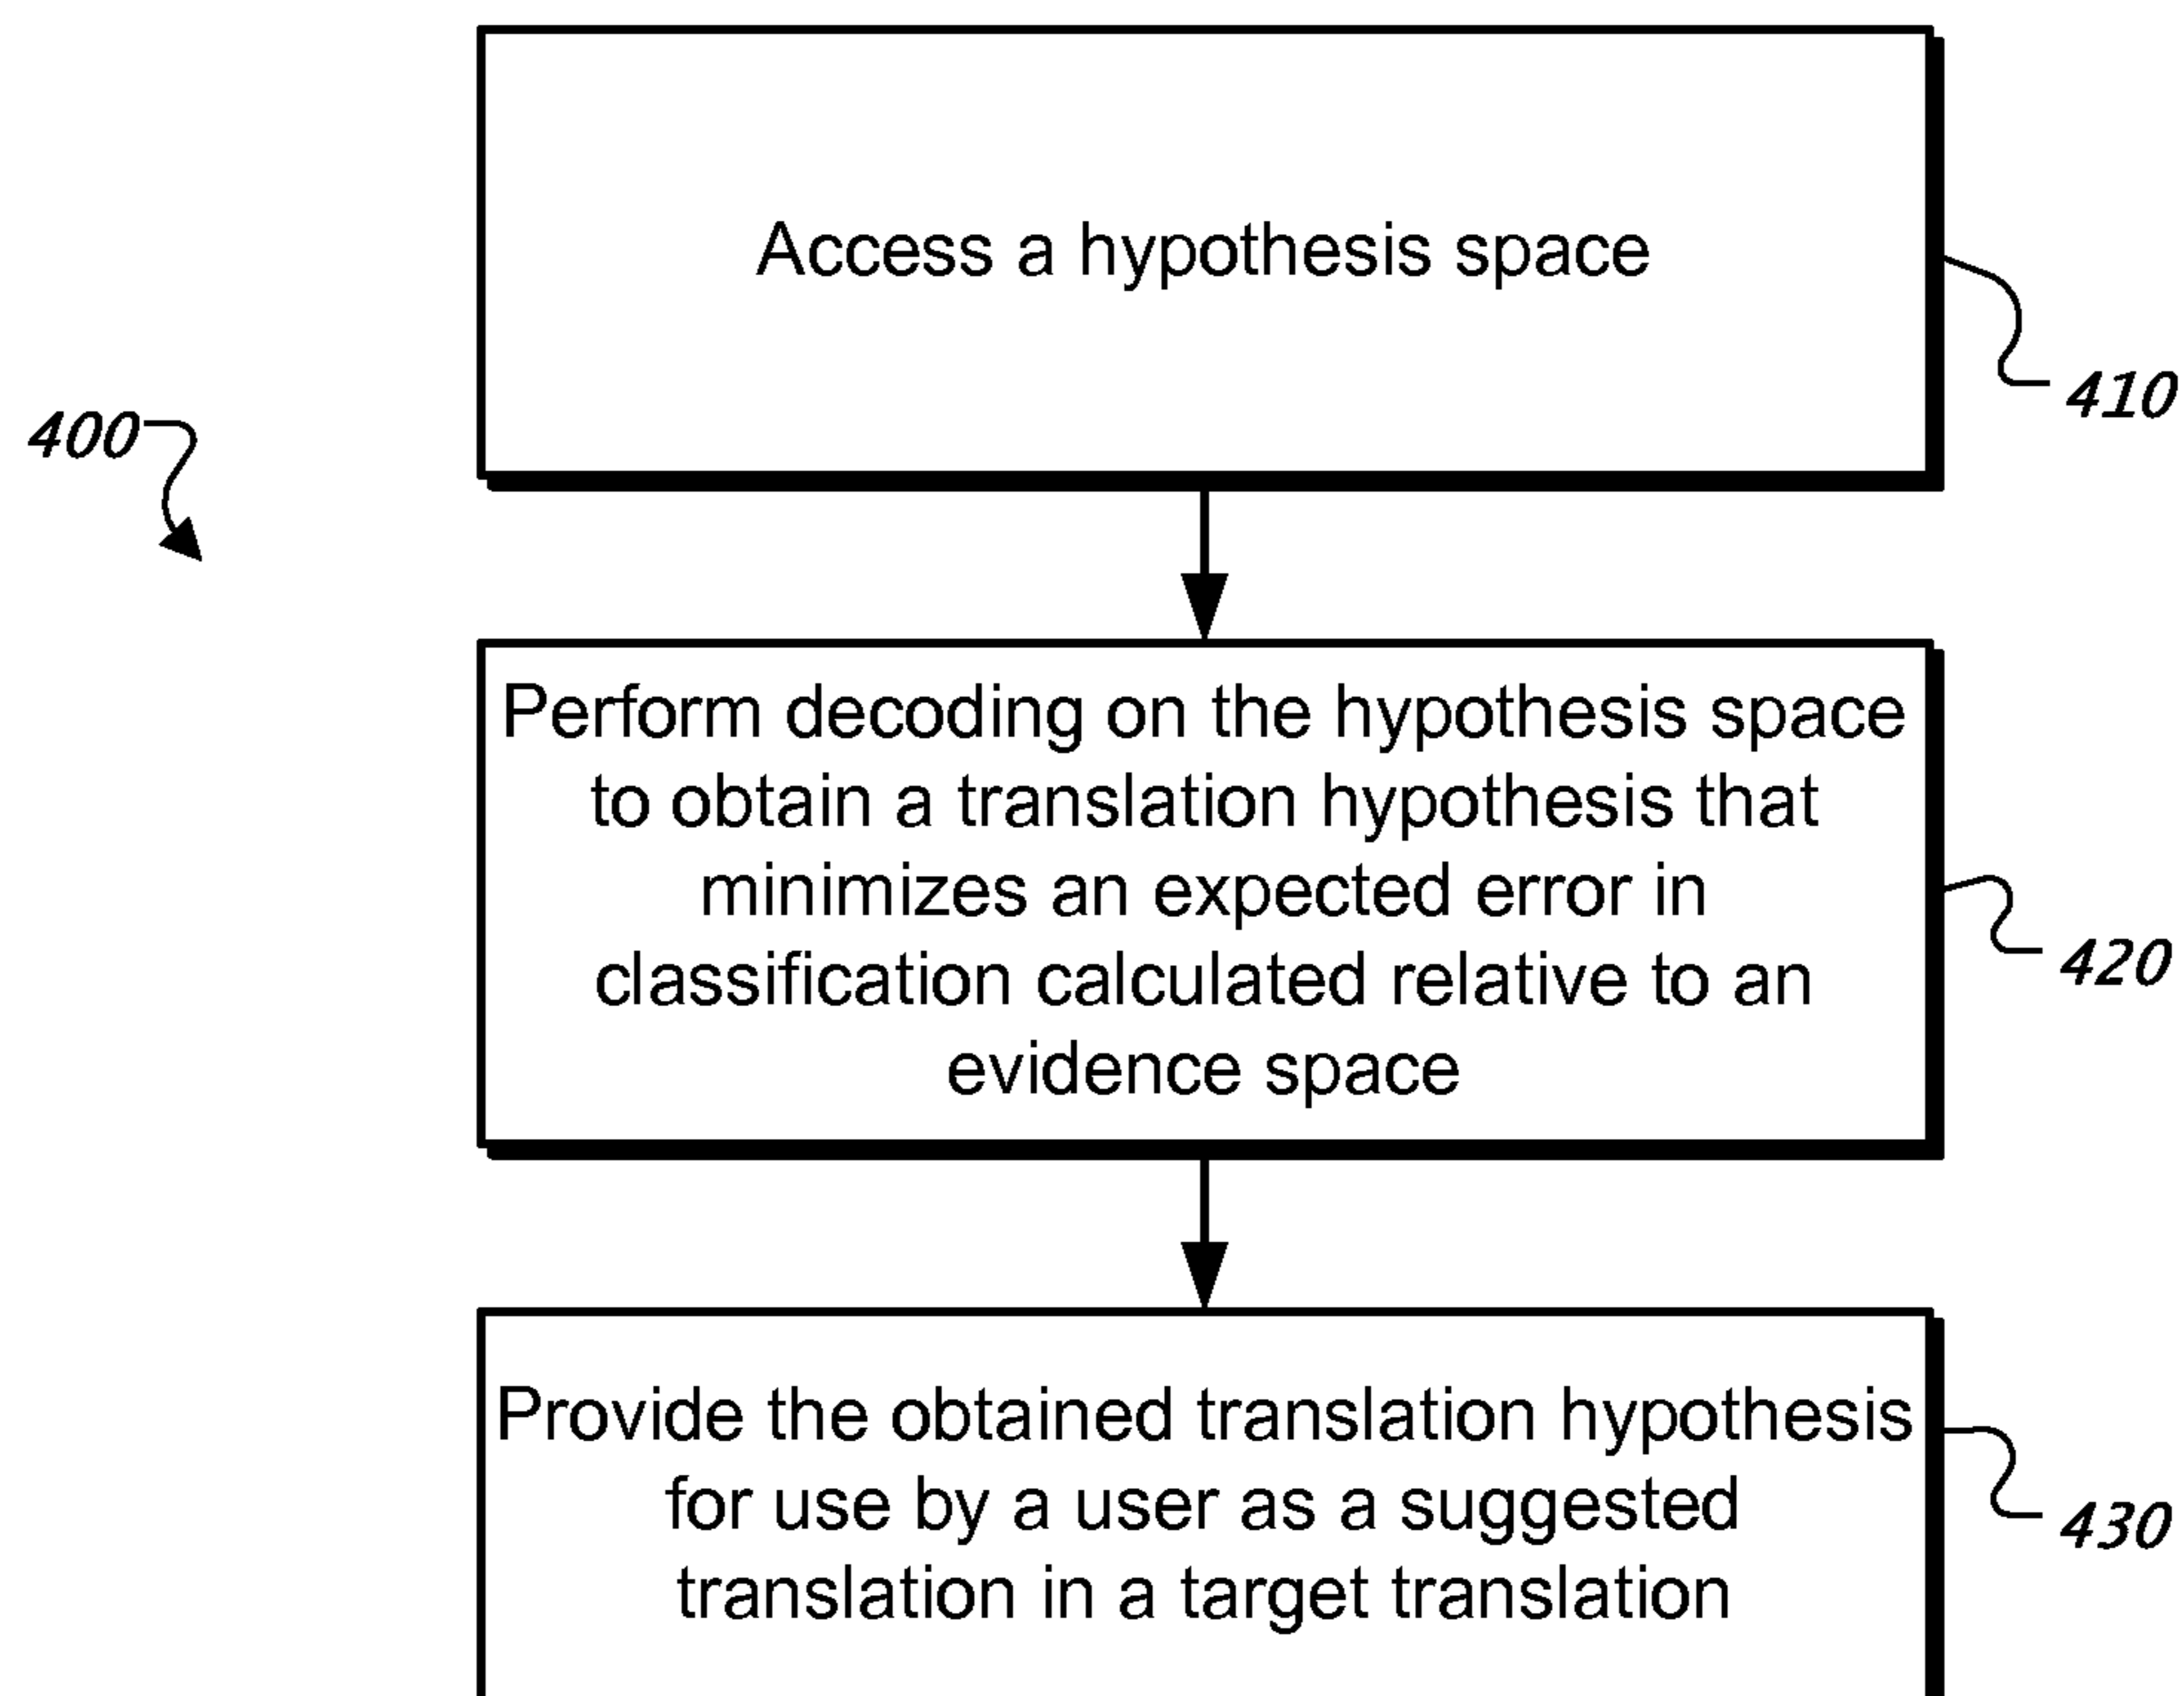 Access a hypothesis space
410
400
Perform decoding on the hypothesis space
to obtain a translation hypothesis that
minimizes an expected error in
classification calculated relative to an
evidence space
420
Provide the obtained translation hypothesis
for use by a user as a suggested
translation in a target translation
430